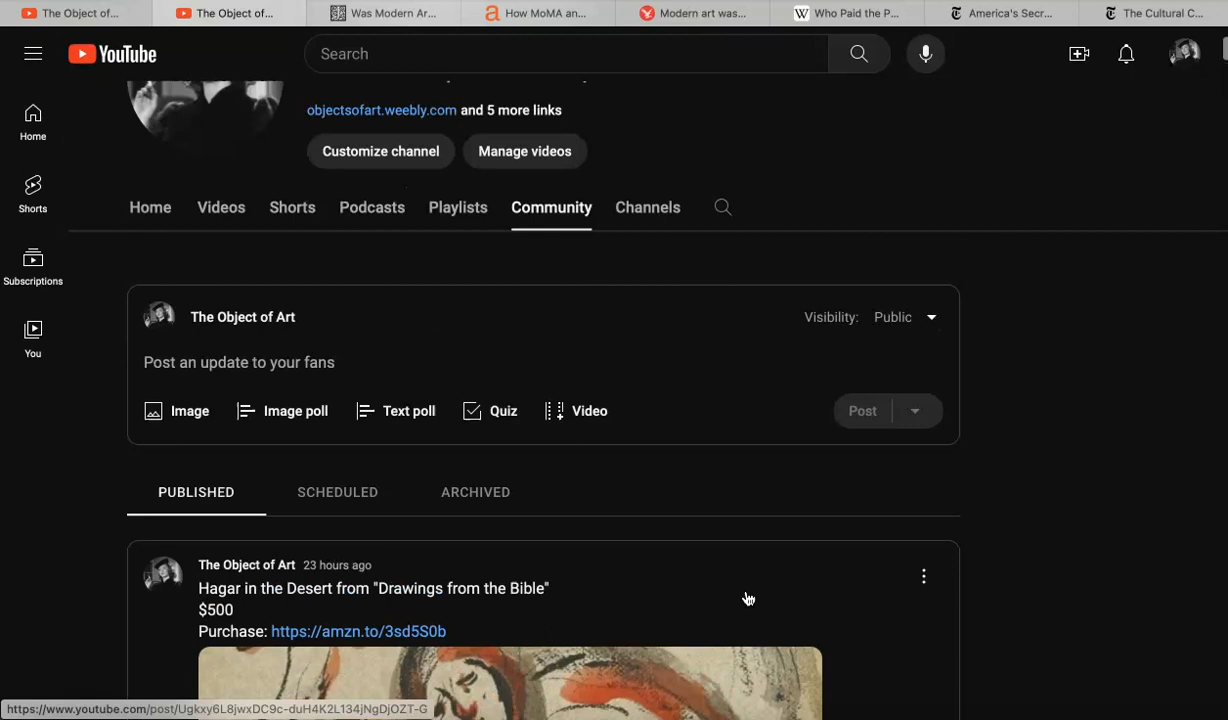 The Object of...
The Object of...
Was Modern Ar...
How MoMA an...
Modern art was...
Who Paid the P...
America's Secr...
The Cultural C...
YouTube
Search
objectsofart.weebly.com and 5 more links
Customize channel
Manage videos
Home
Shorts
Subscriptions
You
Home
Videos
Shorts
Podcasts
Playlists
Community
Channels
The Object of Art
Visibility: Public
Post an update to your fans
Image
Image poll
Text poll
Quiz
Video
Post
PUBLISHED
SCHEDULED
ARCHIVED
The Object of Art 23 hours ago
Hagar in the Desert from "Drawings from the Bible"
$500
Purchase: https://amzn.to/3sd5S0b
https://www.youtube.com/post/Ugkxy6L8jwxDC9c-duH4K2L134jNgDjOZT-G